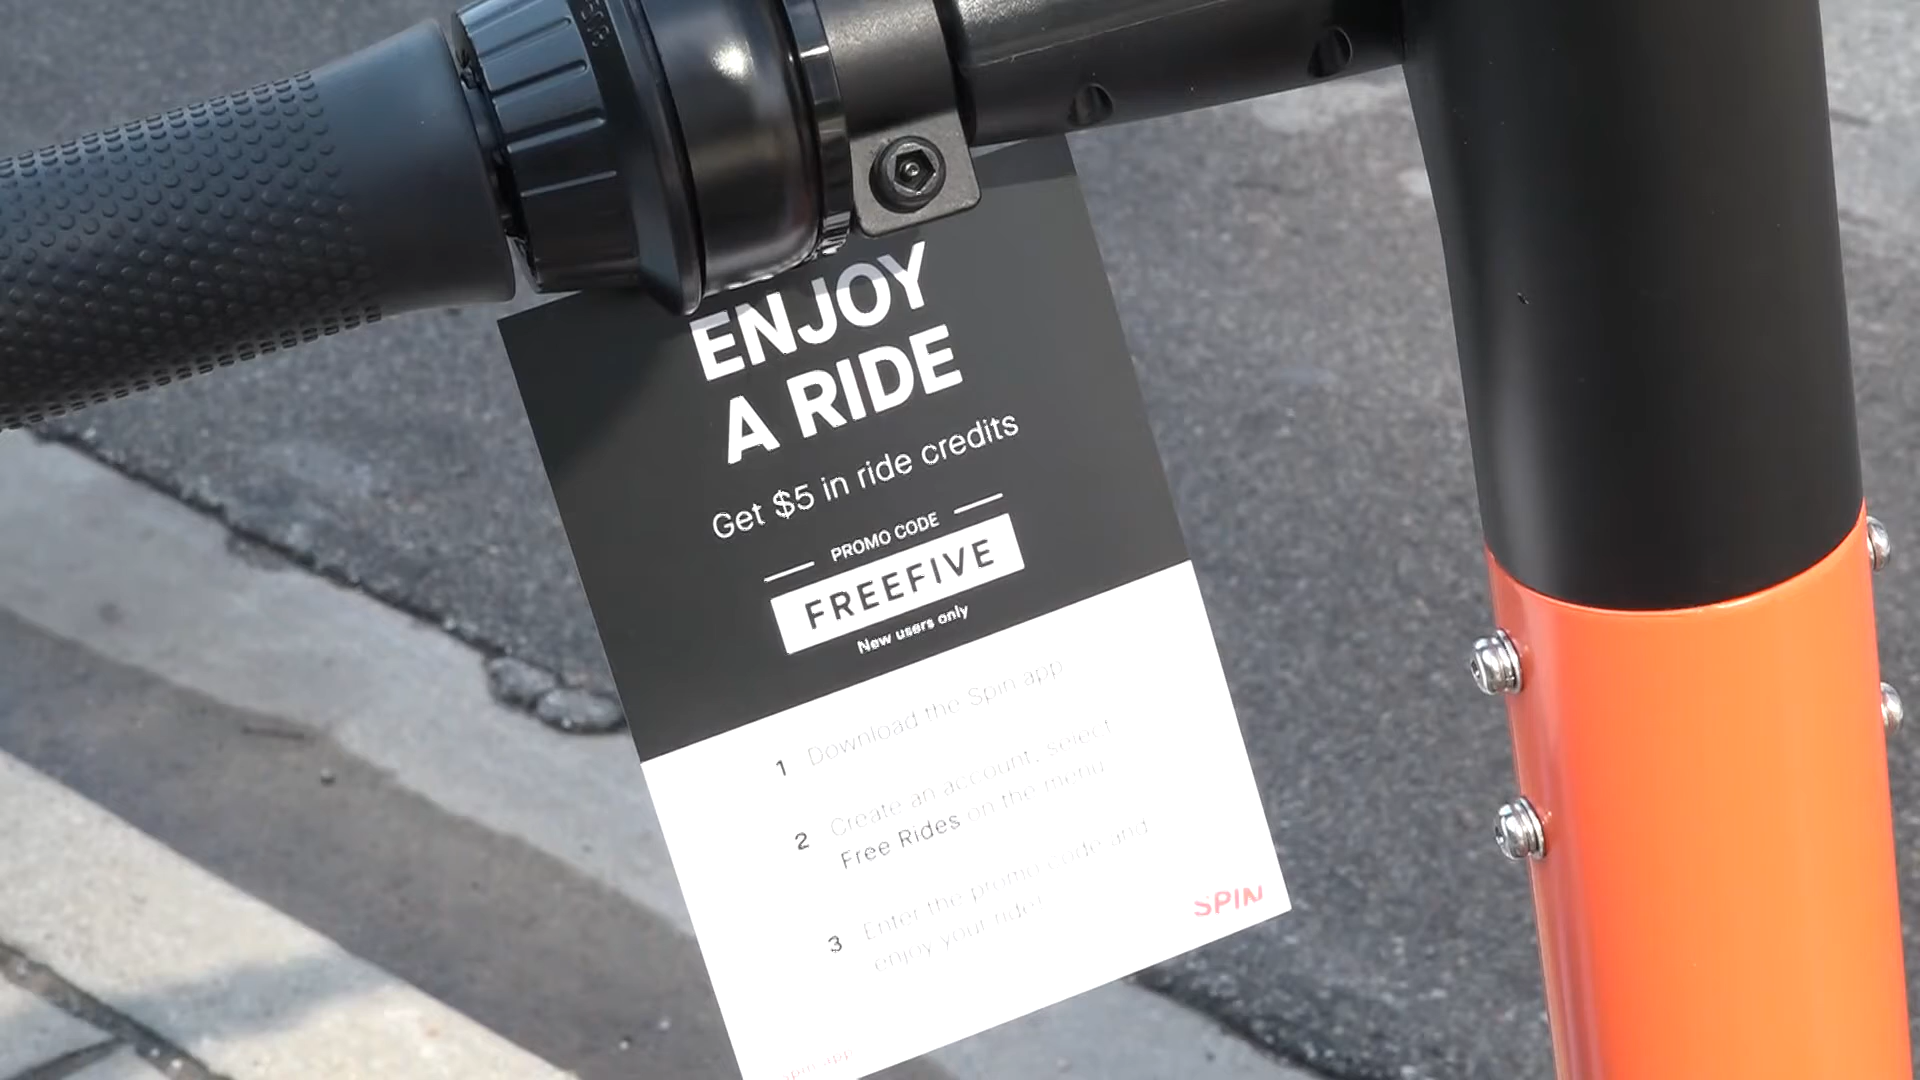 ENJOY
A RIDE
Get $5 in ride credits
PROMO CODE
FREEFIVE
New users only
1 Download the Spin app
2 Create an account, select
Free Rides on the menu
3 Enter the promo code and
enjoy your ride!
SPIN
spin.app